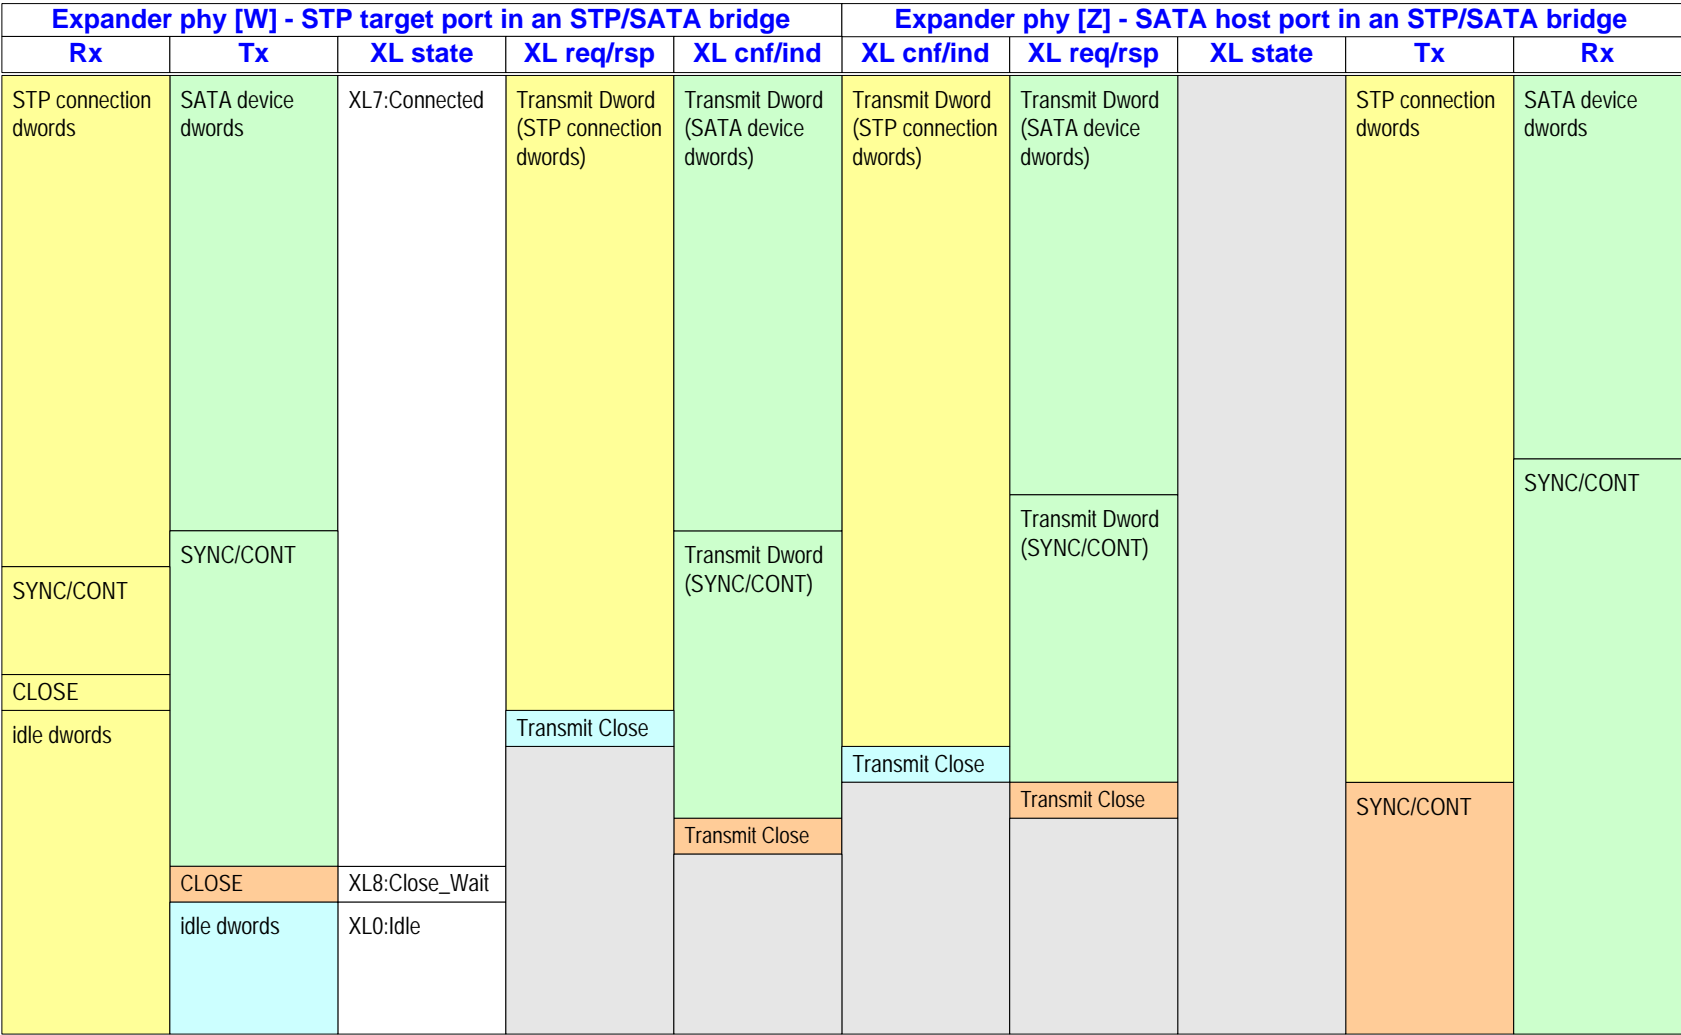 Expander phy [W] - STP target port in an STP/SATA bridge
Expander phy [Z] - SATA host port in an STP/SATA bridge
Rx
Tx
XL state
XL req/rsp
XL cnf/ind
XL cnf/ind
XL req/rsp
XL state
Tx
Rx
STP connection
dwords
SYNC/CONT
CLOSE
idle dwords
SATA device
dwords
SYNC/CONT
CLOSE
idle dwords
XL7:Connected
XL8:Close_Wait
XL0:Idle
Transmit Dword
(STP connection
dwords)
Transmit Close
Transmit Dword
(SATA device
dwords)
Transmit Dword
(SYNC/CONT)
Transmit Close
Transmit Dword
(STP connection
dwords)
Transmit Close
Transmit Dword
(SATA device
dwords)
Transmit Dword
(SYNC/CONT)
Transmit Close
STP connection
dwords
SYNC/CONT
SATA device
dwords
SYNC/CONT